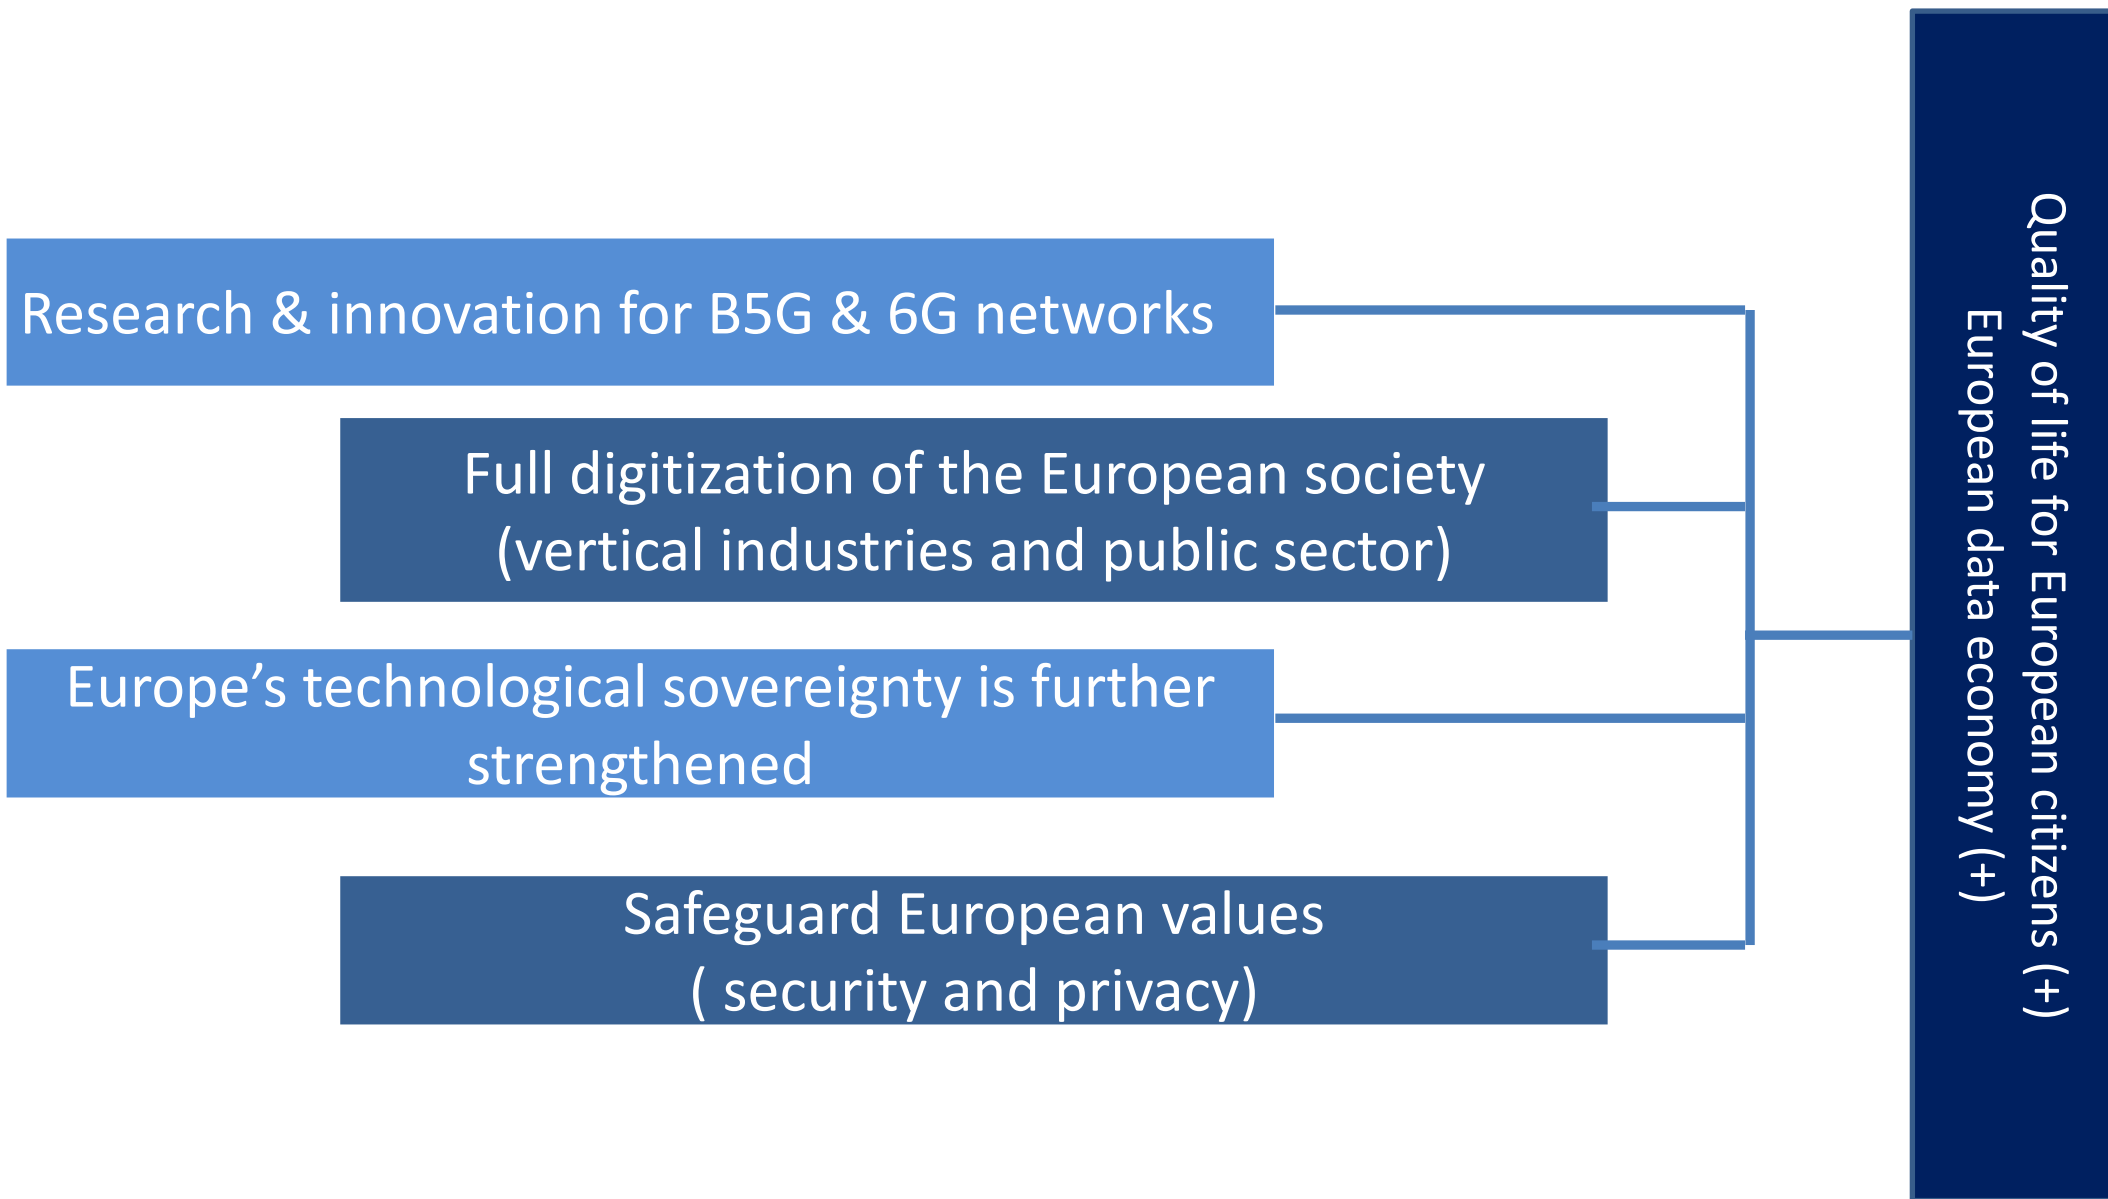 Research & innovation for B5G & 6G networks
Full digitization of the European society
(vertical industries and public sector)
Europe’s technological sovereignty is further
strengthened
Safeguard European values
( security and privacy)
Quality of life for European citizens (+)
European data economy (+)